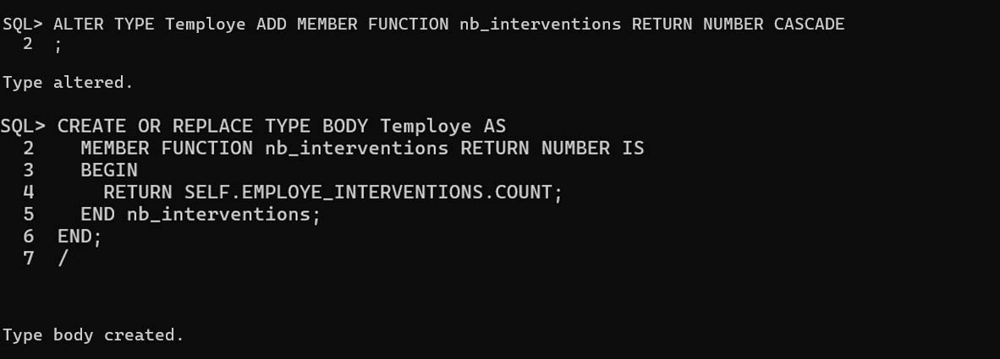 SQL> ALTER TYPE Temploye ADD MEMBER FUNCTION nb_interventions RETURN NUMBER CASCADE
  2  ;
Type altered.
SQL> CREATE OR REPLACE TYPE BODY Temploye AS
  2    MEMBER FUNCTION nb_interventions RETURN NUMBER IS
  3    BEGIN
  4      RETURN SELF.EMPLOYE_INTERVENTIONS.COUNT;
  5    END nb_interventions;
  6  END;
  7  /
Type body created.